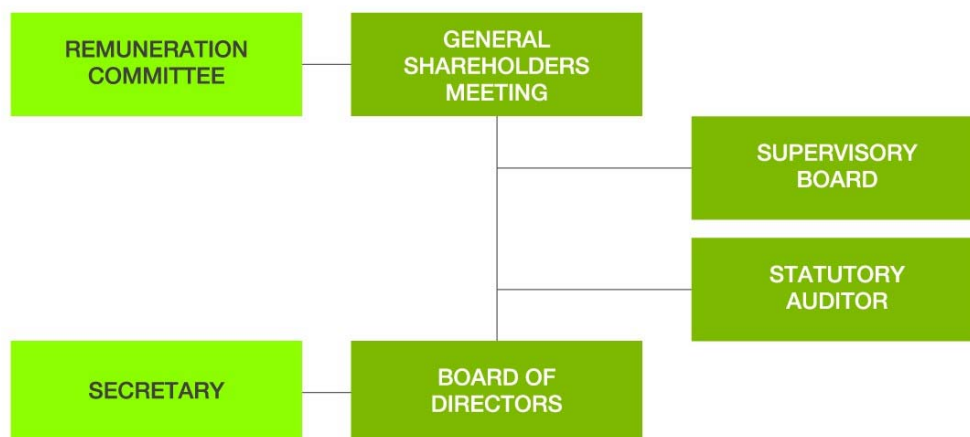 REMUNERATION
COMMITTEE
GENERAL
SHAREHOLDERS
MEETING
SUPERVISORY
BOARD
STATUTORY
AUDITOR
SECRETARY
BOARD OF
DIRECTORS